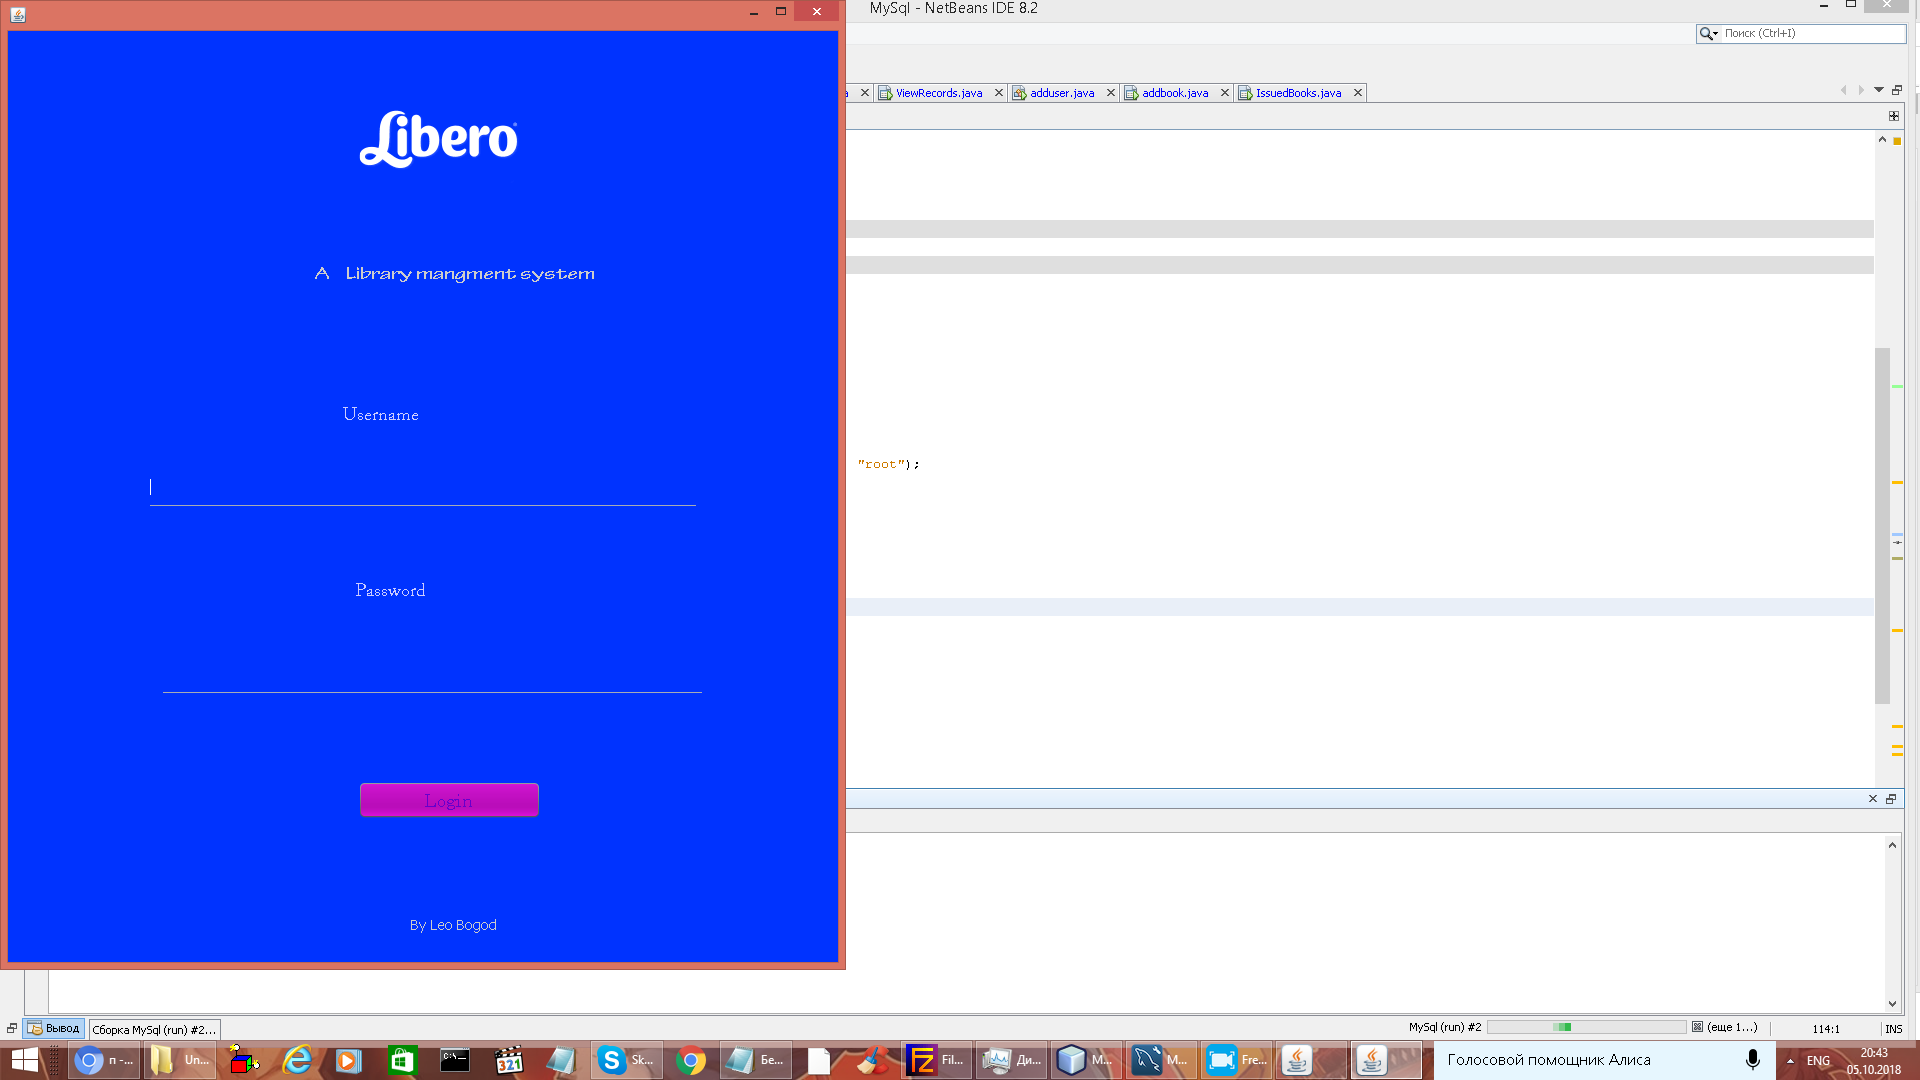 MySql - NetBeans IDE 8.2
Поиск (Ctrl+I)
ViewRecords.java
adduser.java
addbook.java
IssuedBooks.java
Libero
A Library mangment system
Username
"root");
Password
Login
By Leo Bogod
Вывод
Сборка MySql (run) #2...
MySql (run) #2
(еще 1...)
114:1
INS
п -...
Un...
C:\_
321
Sk...
Бе...
Fil...
Ди...
M...
M...
Fre...
Голосовой помощник Алиса
ENG
20:43
05.10.2018